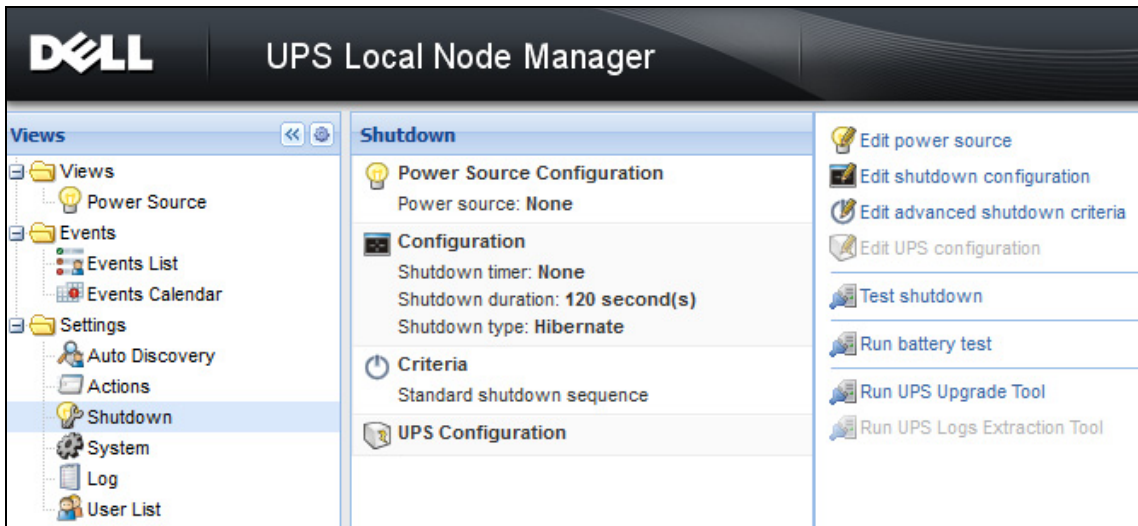 DELL
UPS Local Node Manager
Views
Views
Power Source
Events
Events List
Events Calendar
Settings
Auto Discovery
Actions
Shutdown
System
Log
User List
Shutdown
Power Source Configuration
Power source: None
Configuration
Shutdown timer: None
Shutdown duration: 120 second(s)
Shutdown type: Hibernate
Criteria
Standard shutdown sequence
UPS Configuration
Edit power source
Edit shutdown configuration
Edit advanced shutdown criteria
Edit UPS configuration
Test shutdown
Run battery test
Run UPS Upgrade Tool
Run UPS Logs Extraction Tool